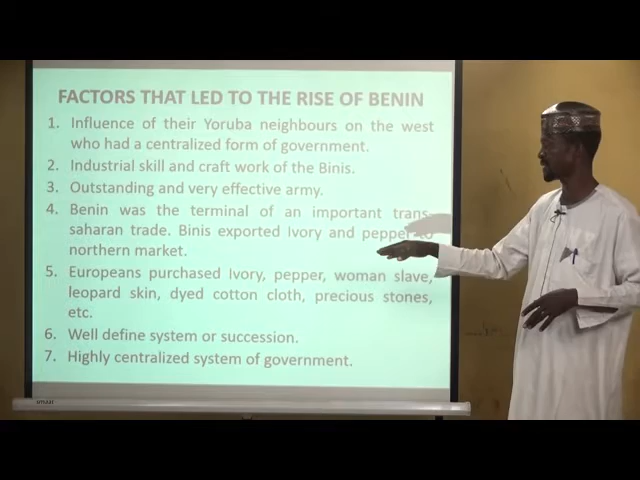 FACTORS THAT LED TO THE RISE OF BENIN
1. Influence of their Yoruba neighbours on the west
who had a centralized form of government.
2. Industrial skill and craft work of the Binis.
3. Outstanding and very effective army.
4. Benin was the terminal of an important trans-
saharan trade. Binis exported Ivory and pepper to
northern market.
5. Europeans purchased Ivory, pepper, woman slave,
leopard skin, dyed cotton cloth, precious stones,
etc.
6. Well define system or succession.
7. Highly centralized system of government.